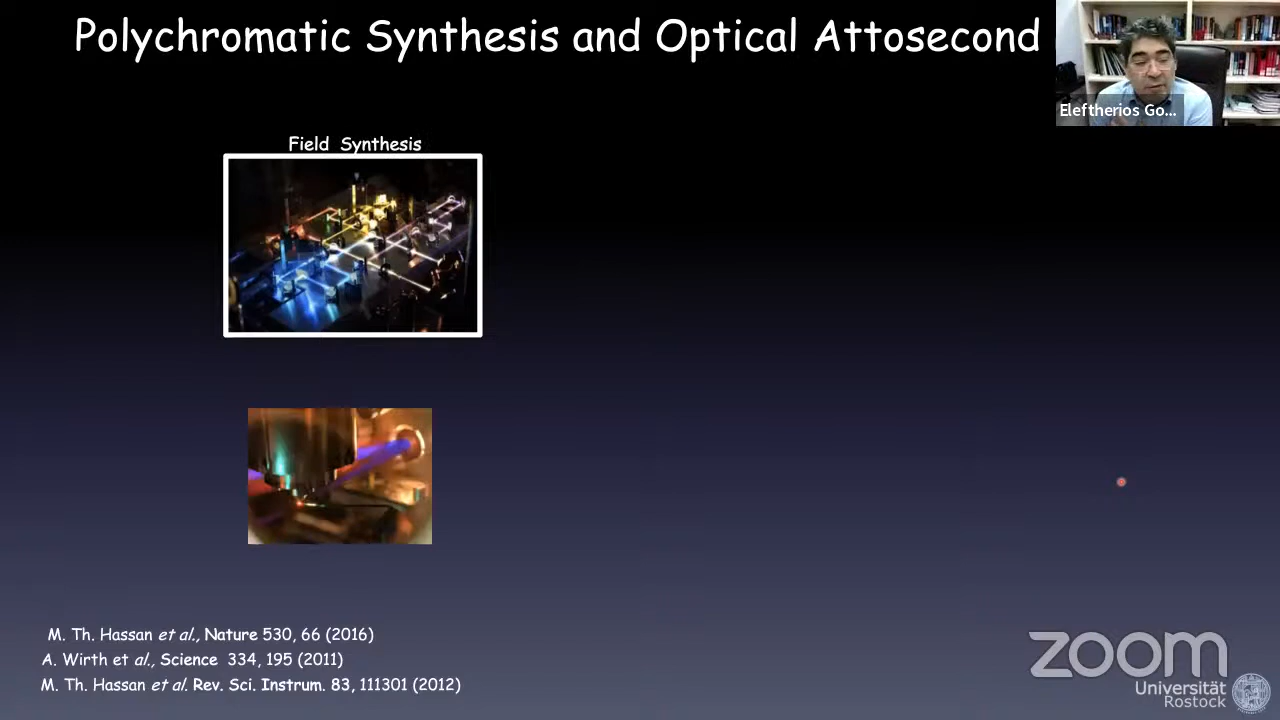 Polychromatic Synthesis and Optical Attosecond
Eleftherios Go...
Field Synthesis
M. Th. Hassan et al., Nature 530, 66 (2016)
A. Wirth et al., Science 334, 195 (2011)
M. Th. Hassan et al. Rev. Sci. Instrum. 83, 111301 (2012)
zoom
Universität
Rostock